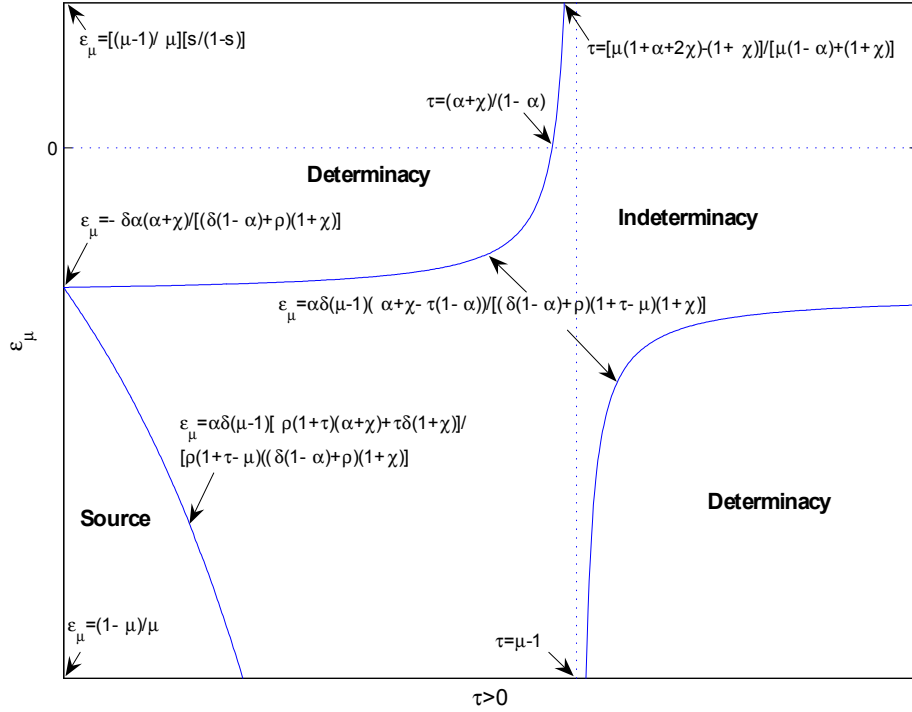 ε_μ=[(μ-1)/ μ][s/(1-s)]
τ=[μ(1+α+2χ)-(1+ χ)]/[μ(1- α)+(1+χ)]
τ=(α+χ)/(1- α)
0
Determinacy
Indeterminacy
ε_μ=- δα(α+χ)/[(δ(1- α)+ρ)(1+χ)]
ε_μ=αδ(μ-1)( α+χ- τ(1- α))/[( δ(1- α)+ρ)(1+τ- μ)(1+χ)]
ε_μ
ε_μ=αδ(μ-1)[ ρ(1+τ)(α+χ)+τδ(1+χ)]/
[ρ(1+τ- μ)((δ(1- α)+ρ)(1+χ)]
Source
Determinacy
ε_μ=(1- μ)/μ
τ=μ-1
τ>0